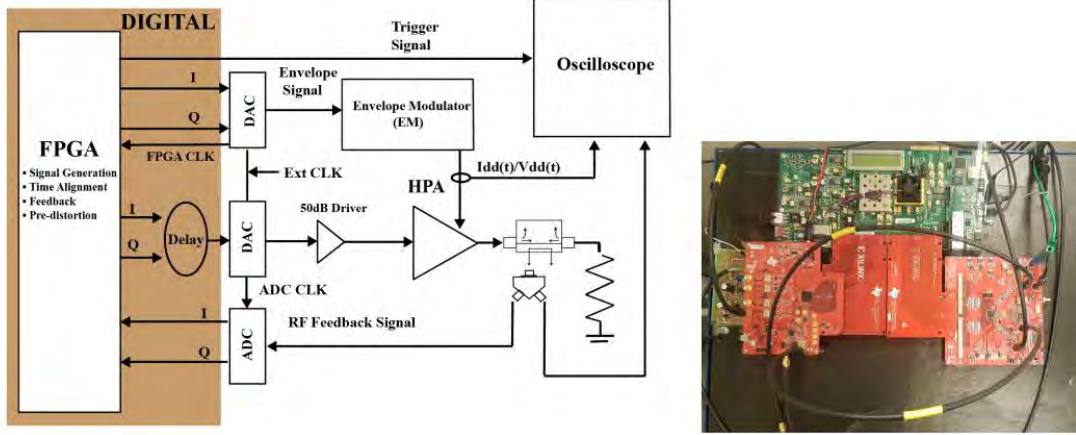 DIGITAL
Trigger
Signal
Oscilloscope
I
Envelope
Signal
DAC
Envelope Modulator
(EM)
Q
FPGA
FPGA CLK
• Signal Generation
• Time Alignment
• Feedback
• Pre-distortion
Ext CLK
Idd(t)/Vdd(t)
HPA
I
50dB Driver
Delay
DAC
Q
ADC CLK
I
RF Feedback Signal
ADC
Q
XILINX